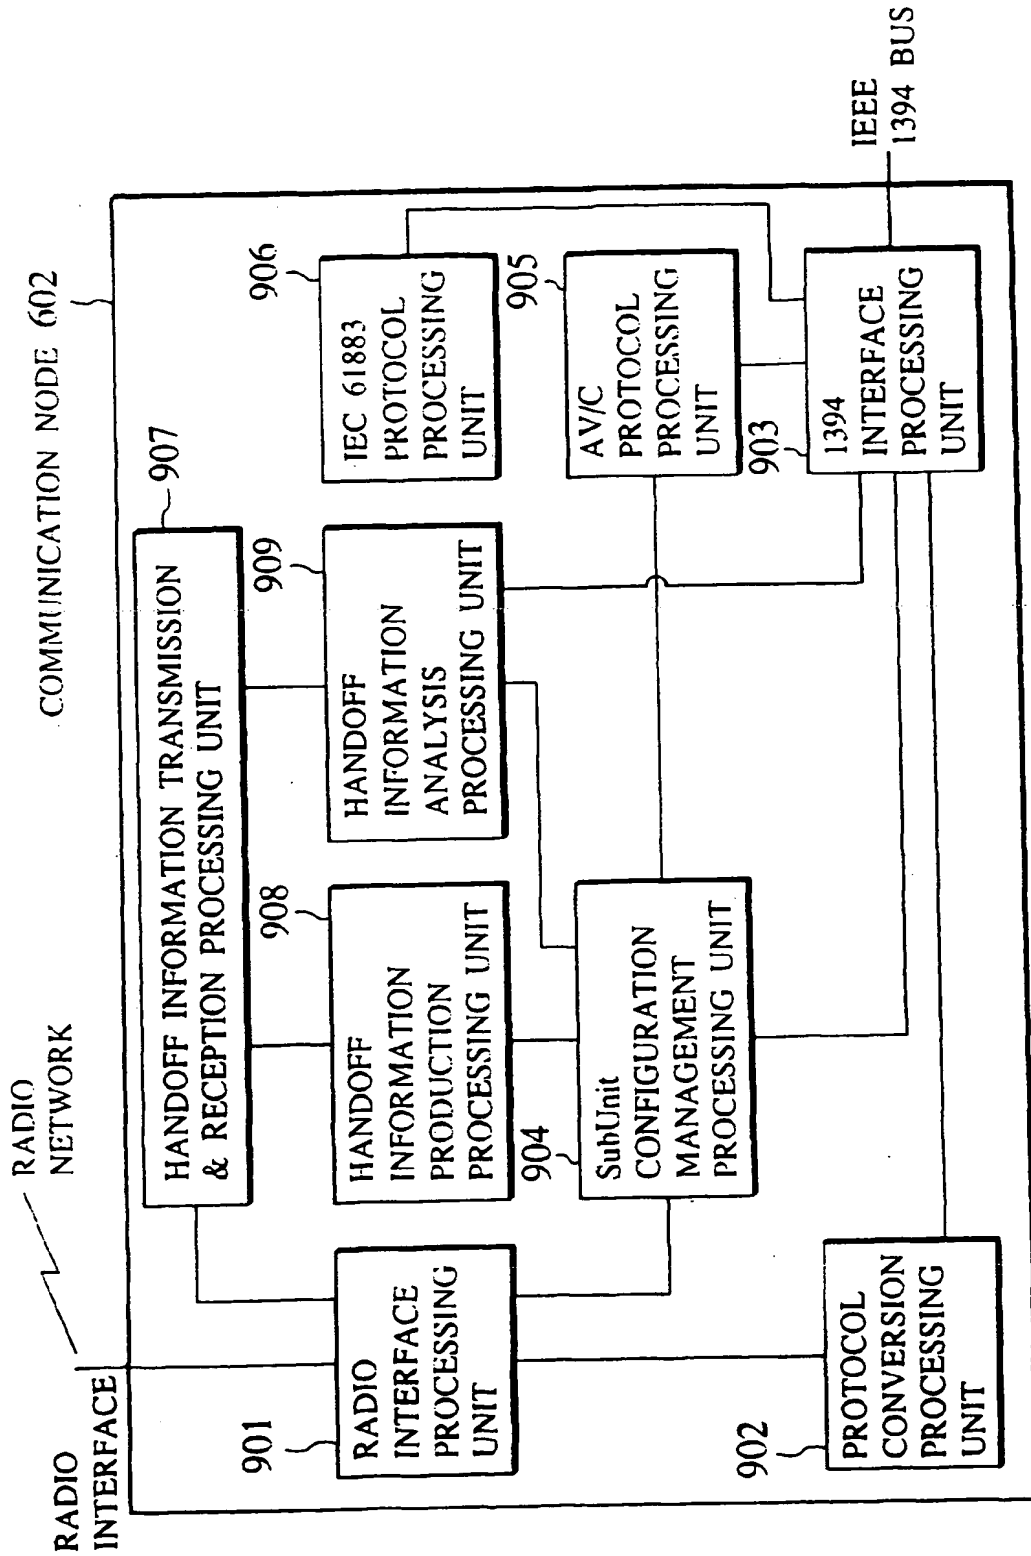 COMMUNICATION NODE 602
RADIO
NETWORK
RADIO
INTERFACE
907
HANDOFF INFORMATION TRANSMISSION
& RECEPTION PROCESSING UNIT
901
RADIO
INTERFACE
PROCESSING
UNIT
908
HANDOFF
INFORMATION
PRODUCTION
PROCESSING UNIT
909
HANDOFF
INFORMATION
ANALYSIS
PROCESSING UNIT
906
IEC 61883
PROTOCOL
PROCESSING
UNIT
904
SubUnit
CONFIGURATION
MANAGEMENT
PROCESSING UNIT
905
AV/C
PROTOCOL
PROCESSING
UNIT
902
PROTOCOL
CONVERSION
PROCESSING
UNIT
903
1394
INTERFACE
PROCESSING
UNIT
IEEE
1394 BUS